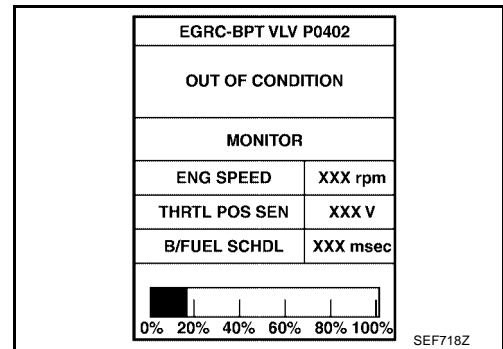 EGRC-BPT VLV P0402
OUT OF CONDITION
MONITOR
ENG SPEED XXX rpm
THRTL POS SEN XXX V
B/FUEL SCHDL XXX msec
0% 20% 40% 60% 80% 100%
SEF718Z